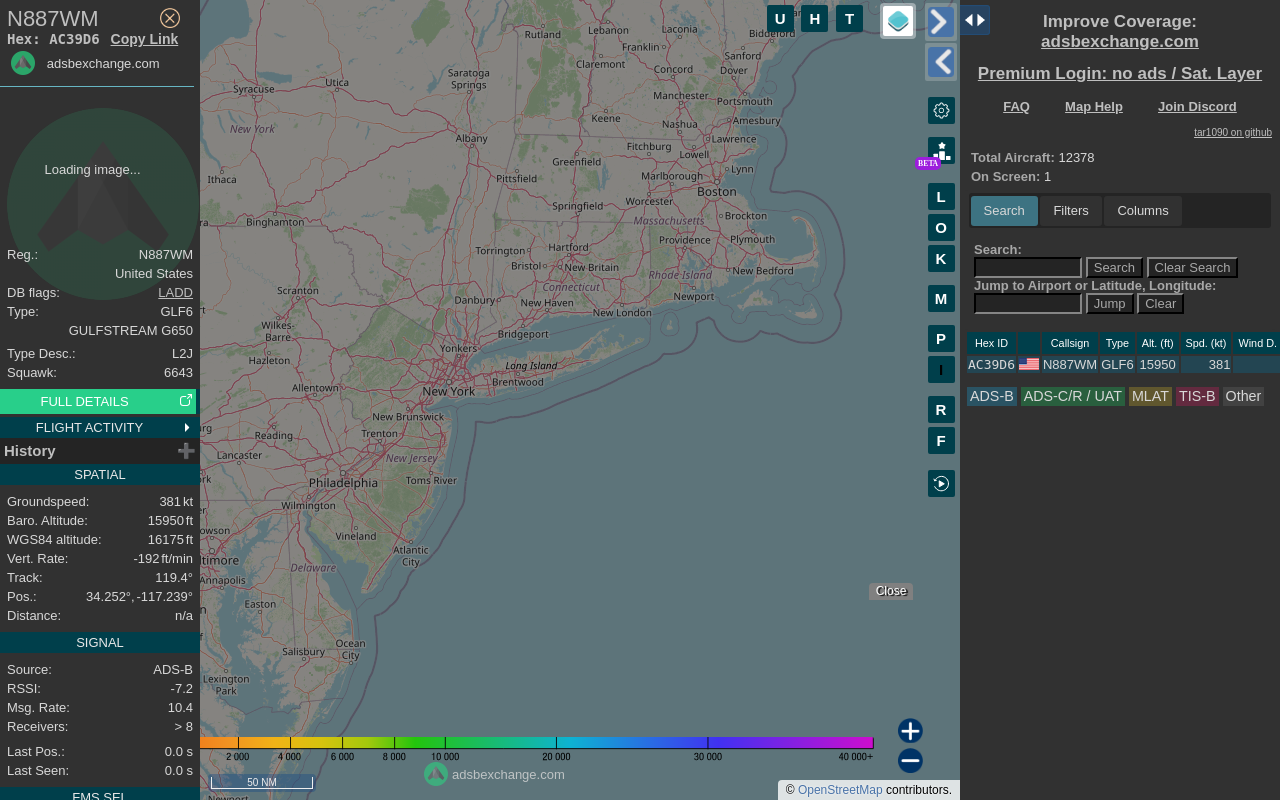 N887WM
Hex: AC39D6 Copy Link
adsbexchange.com
Loading image...
Reg.: N887WM
United States
DB flags: LADD
Type: GLF6
GULFSTREAM G650
Type Desc.: L2J
Squawk: 6643
FULL DETAILS
FLIGHT ACTIVITY
History
SPATIAL
Groundspeed: 381 kt
Baro. Altitude: 15950 ft
WGS84 altitude: 16175 ft
Vert. Rate: -192 ft/min
Track: 119.4°
Pos.: 34.252°, -117.239°
Distance: n/a
SIGNAL
Source: ADS-B
RSSI: -7.2
Msg. Rate: 10.4
Receivers: > 8
Last Pos.: 0.0 s
Last Seen: 0.0 s
FMS SEL
U H T
Rutland
Lebanon
Laconia
Biddeford
Franklin
Sanford
Claremont
Concord
Dover
Utica
Saratoga
Springs
Syracuse
Manchester
Portsmouth
Keene
Nashua
Amesbury
New York
Albany
Fitchburg
Lawrence
Greenfield
Lowell
Ithaca
Pittsfield
Marlborough
Lynn
Boston
Springfield
Worcester
Binghamton
Massachusetts
Brockton
Torrington
Hartford
Providence
Plymouth
Bristol
New Britain
Rhode Island
New Bedford
Scranton
Connecticut
Danbury
New Haven
Newport
New London
Wilkes-
Barre
Bridgeport
Hazleton
Yonkers
Long Island
Allentown
Brentwood
New York
New Brunswick
Reading
Trenton
Lancaster
New Jersey
Philadelphia
Toms River
Wilmington
Vineland
Atlantic
City
Delaware
Annapolis
Easton
Ocean
City
Salisbury
Lexington
Park
BETA
L
O
K
M
P
I
R
F
Close
2 000 4 000 6 000 8 000 10 000 20 000 30 000 40 000+
50 NM
adsbexchange.com
© OpenStreetMap contributors.
Improve Coverage:
adsbexchange.com
Premium Login: no ads / Sat. Layer
FAQ Map Help Join Discord
tar1090 on github
Total Aircraft: 12378
On Screen: 1
Search Filters Columns
Search:
Search Clear Search
Jump to Airport or Latitude, Longitude:
Jump Clear
Hex ID Callsign Type Alt. (ft) Spd. (kt) Wind D.
AC39D6 N887WM GLF6 15950 381
ADS-B ADS-C/R / UAT MLAT TIS-B Other